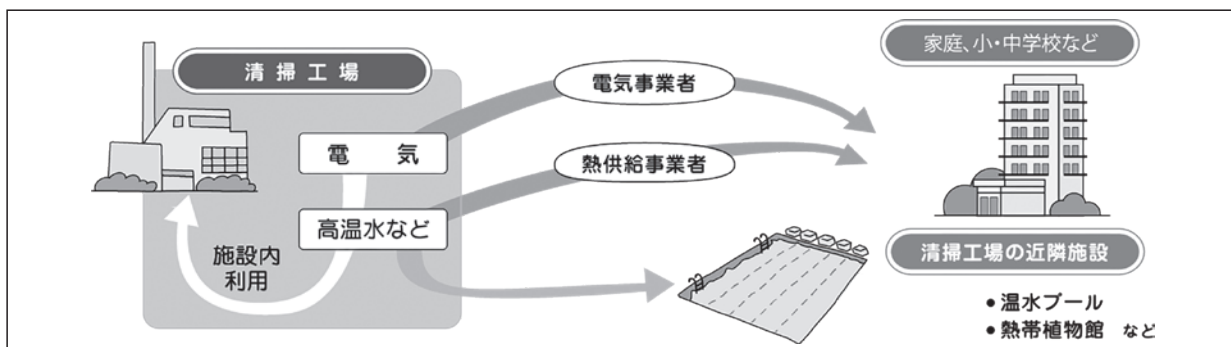 清掃工場
電気
高温水など
施設内
利用
電気事業者
熱供給事業者
家庭、小・中学校など
清掃工場の近隣施設
●温水プール
●熱帯植物館 など